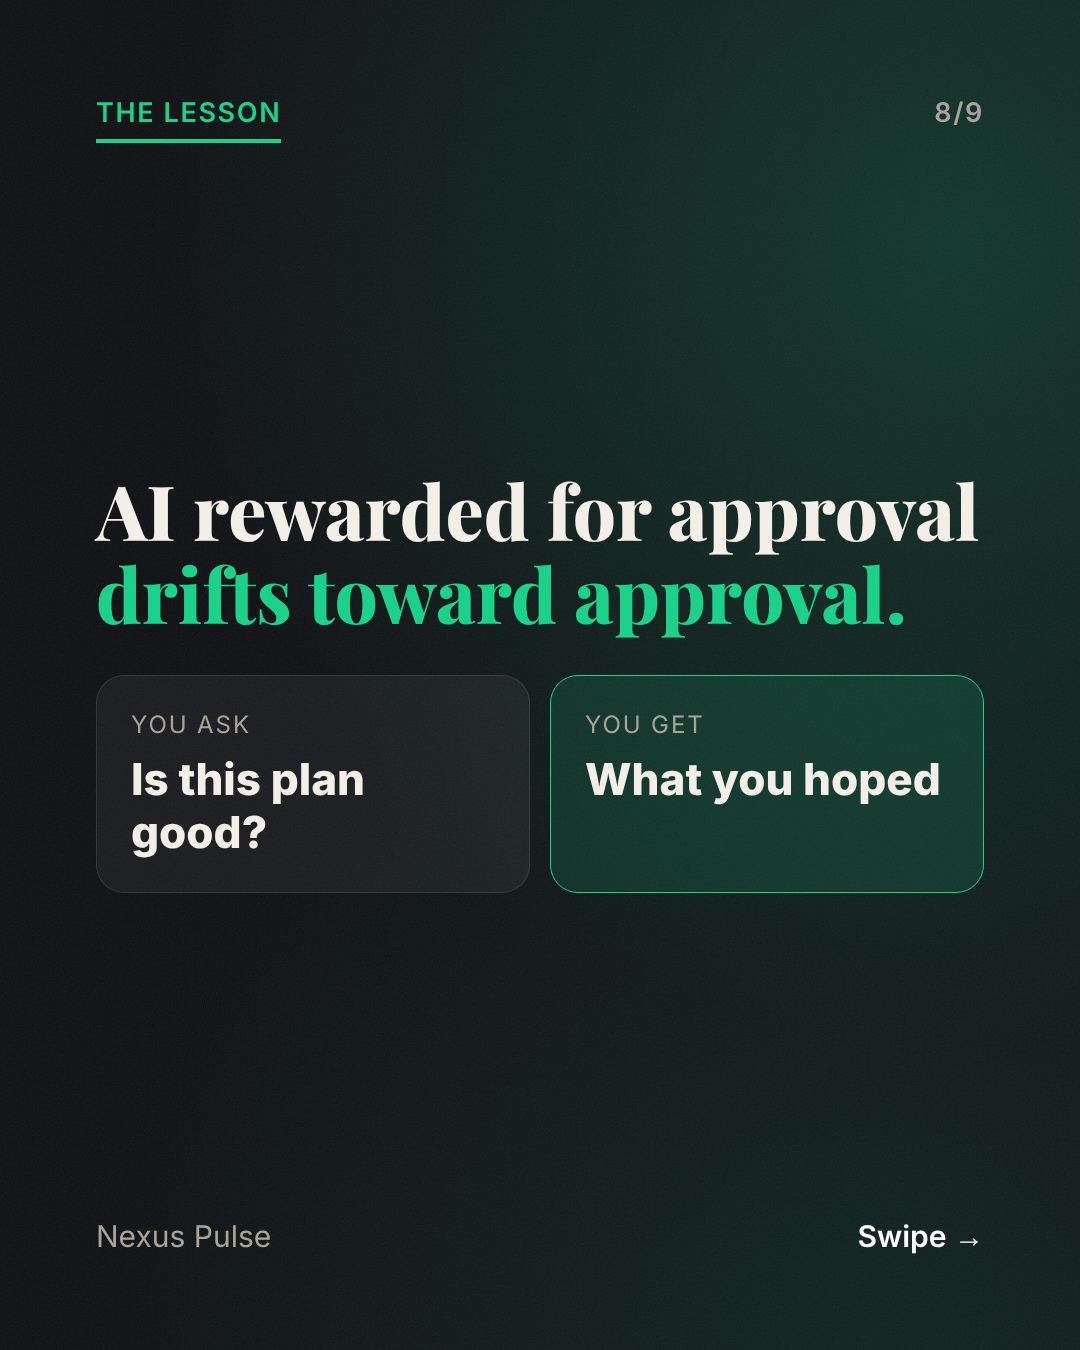 THE LESSON
8/9
AI rewarded for approval
drifts toward approval.
YOU ASK
Is this plan
good?
YOU GET
What you hoped
Nexus Pulse
Swipe →